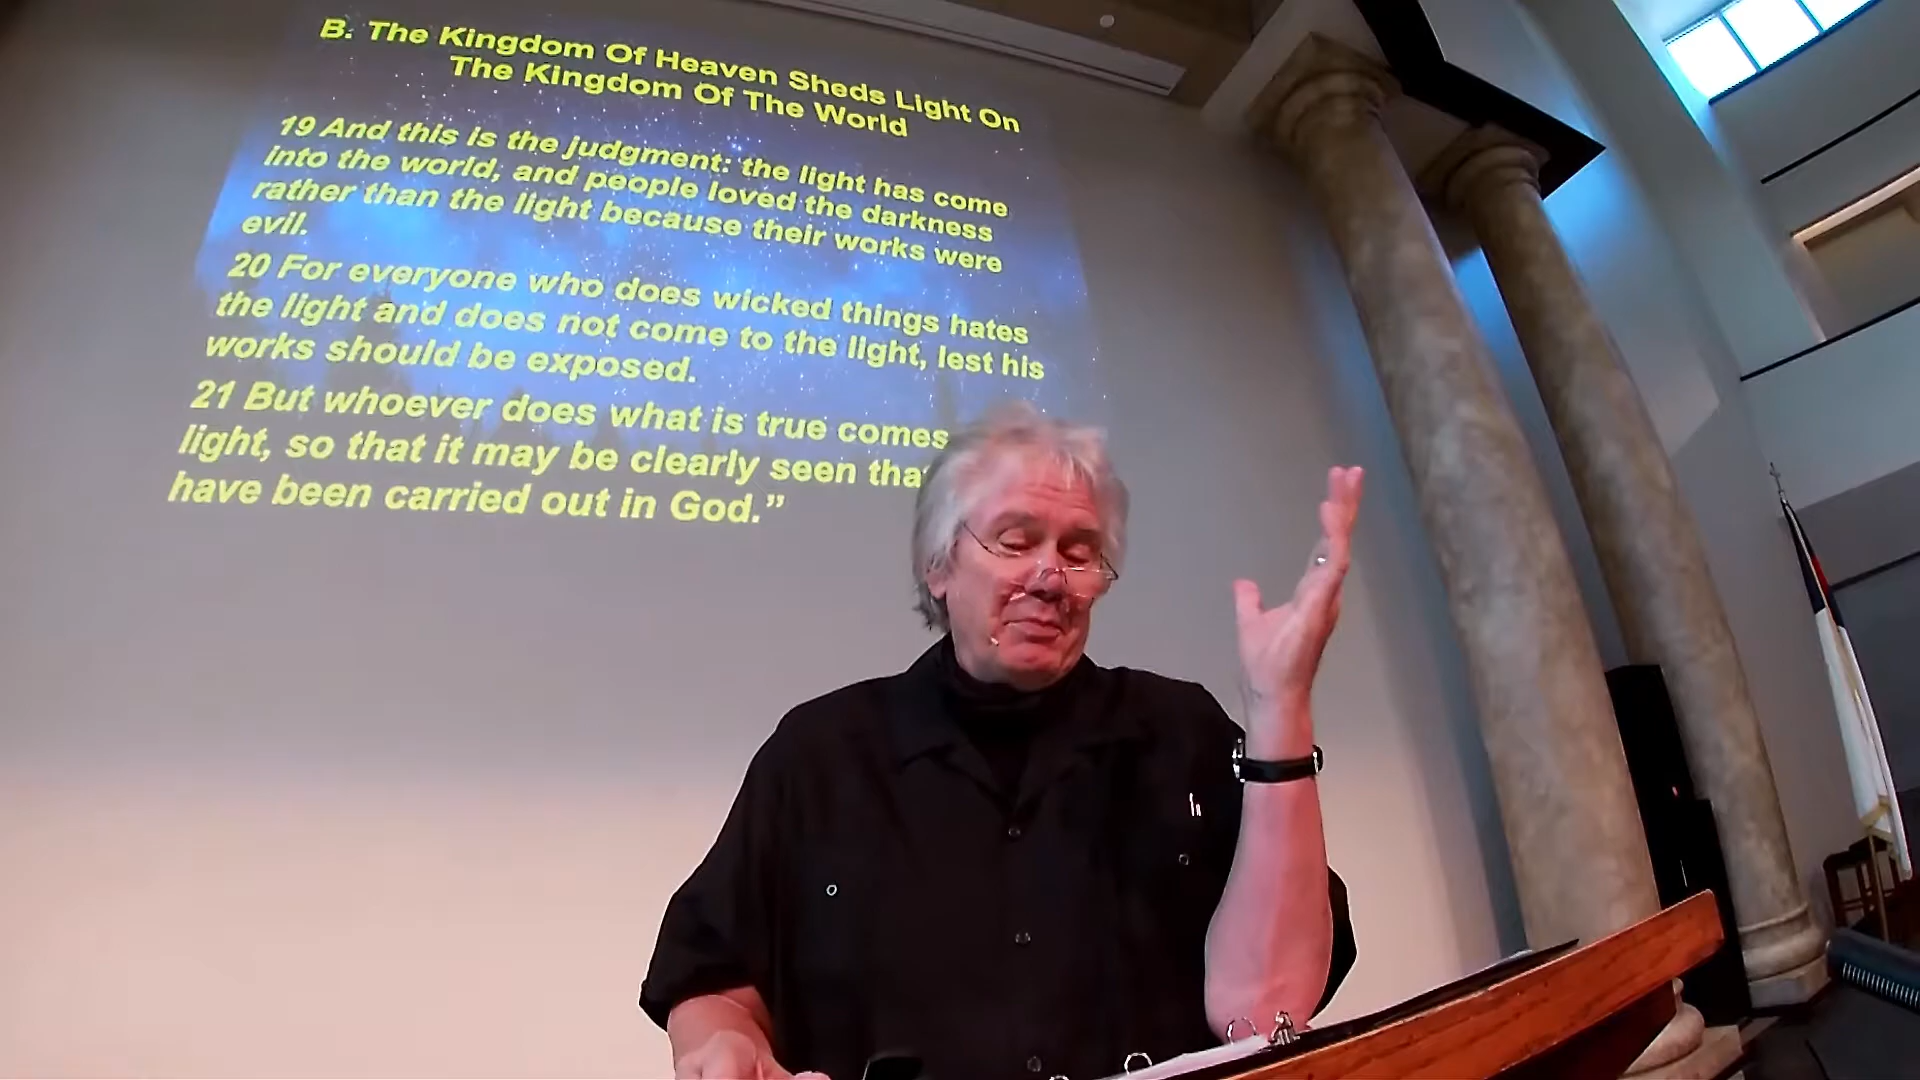 B. The Kingdom Of Heaven Sheds Light On
The Kingdom Of The World
19 And this is the judgment: the light has come
into the world, and people loved the darkness
rather than the light because their works were
evil.
20 For everyone who does wicked things hates
the light and does not come to the light, lest his
works should be exposed.
21 But whoever does what is true comes
light, so that it may be clearly seen
have been carried out in God.”